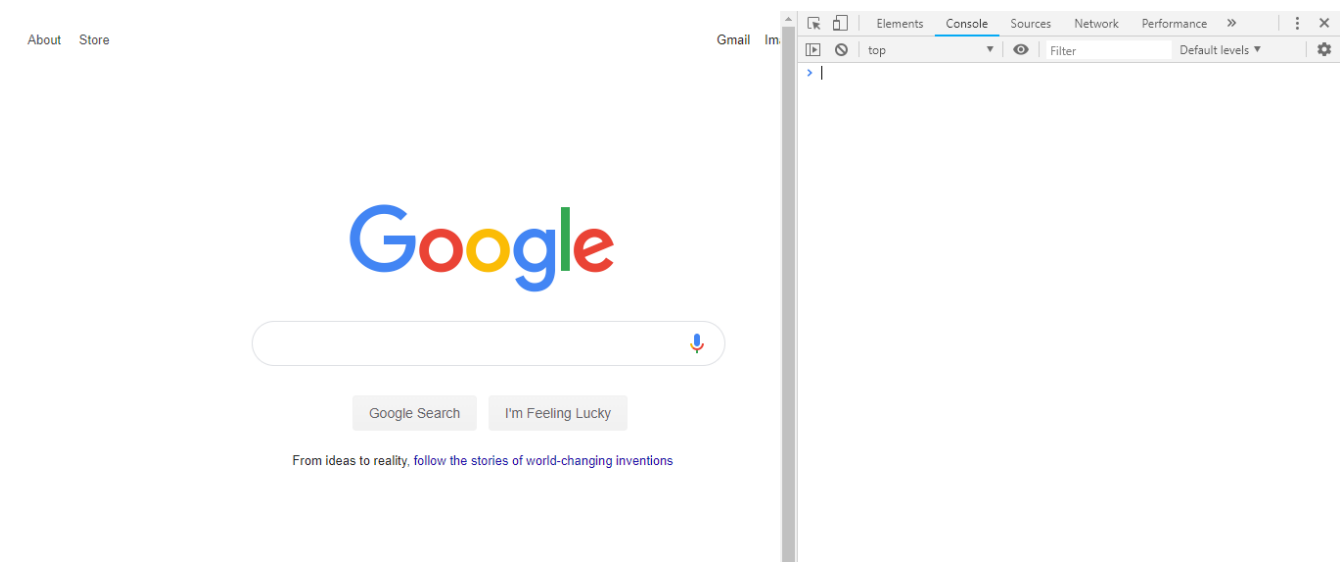 About Store
Gmail Im
Google
Google Search I'm Feeling Lucky
From ideas to reality, follow the stories of world-changing inventions
Elements Console Sources Network Performance »
top Filter Default levels
>